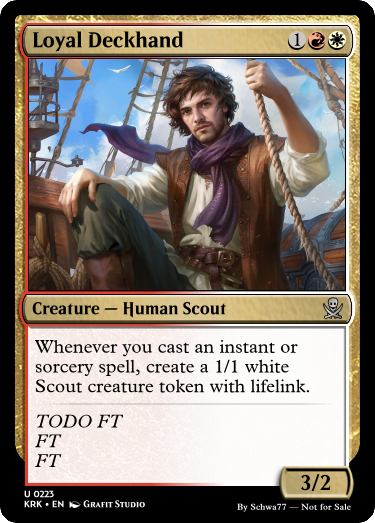 Loyal Deckhand
1
Creature — Human Scout
Whenever you cast an instant or
sorcery spell, create a 1/1 white
Scout creature token with lifelink.
TODO FT
FT
FT
3/2
U 0223
KRK • EN Grafit Studio
By Schwa77 — Not for Sale